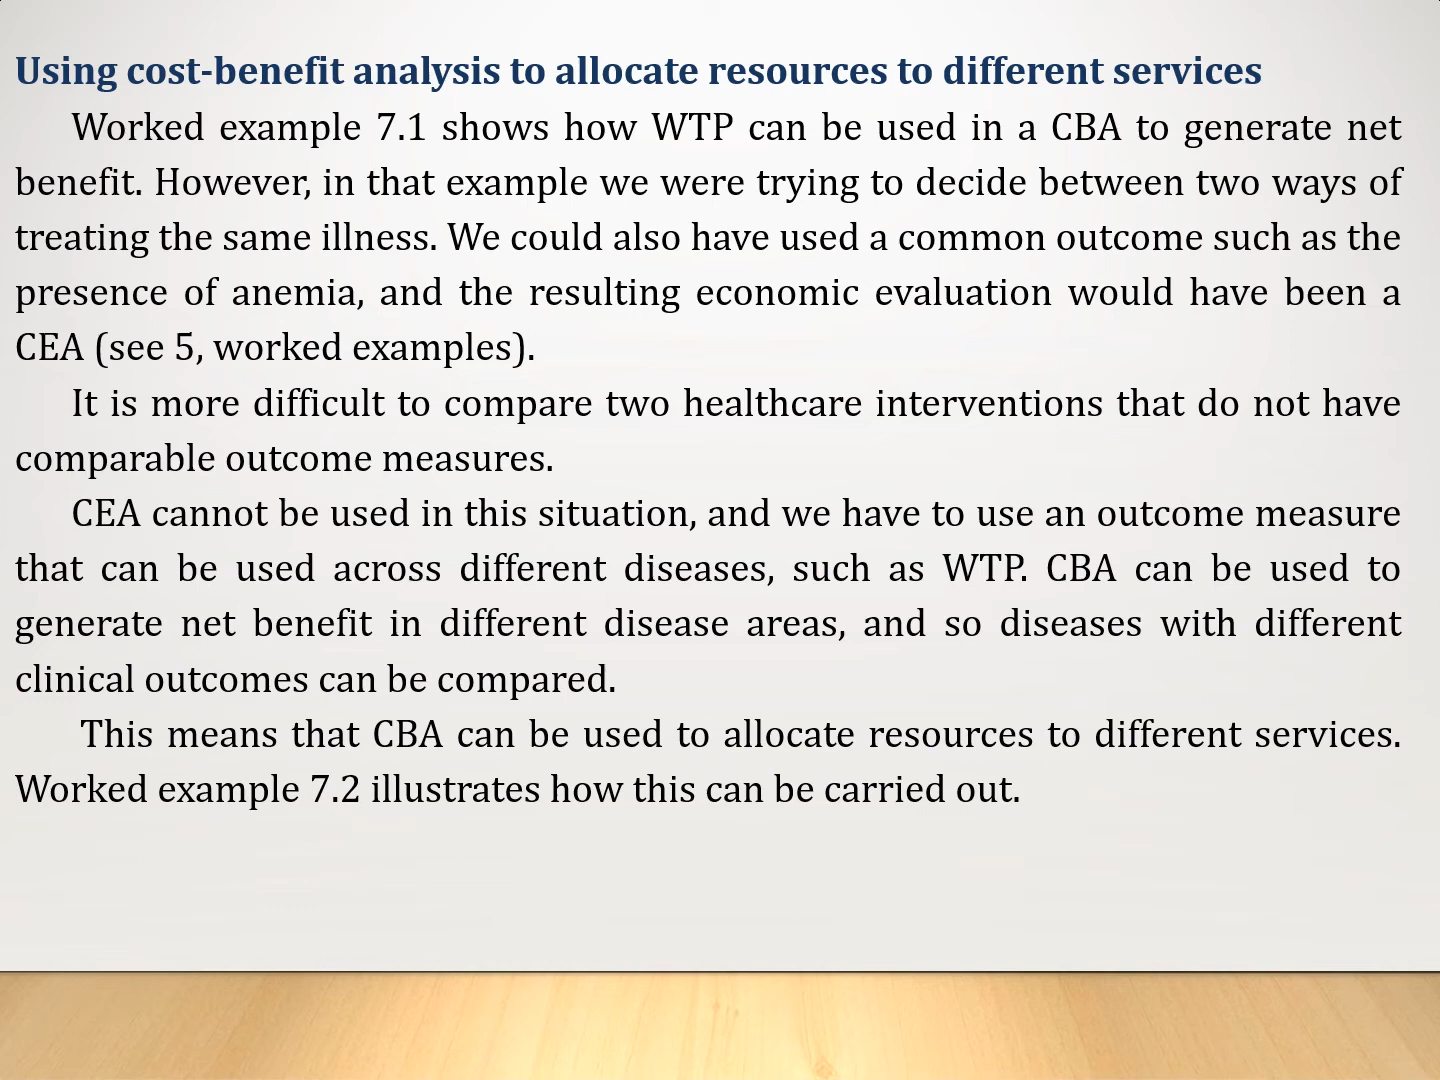 Using cost-benefit analysis to allocate resources to different services
Worked example 7.1 shows how WTP can be used in a CBA to generate net
benefit. However, in that example we were trying to decide between two ways of
treating the same illness. We could also have used a common outcome such as the
presence of anemia, and the resulting economic evaluation would have been a
CEA (see 5, worked examples).
It is more difficult to compare two healthcare interventions that do not have
comparable outcome measures.
CEA cannot be used in this situation, and we have to use an outcome measure
that can be used across different diseases, such as WTP. CBA can be used to
generate net benefit in different disease areas, and so diseases with different
clinical outcomes can be compared.
This means that CBA can be used to allocate resources to different services.
Worked example 7.2 illustrates how this can be carried out.